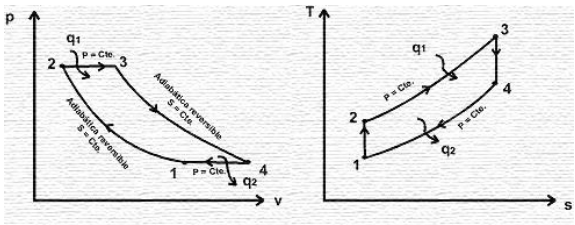 p
q1
P = Cte.
2
3
Adiabática reversible
S = Cte.
Adiabática reversible
S = Cte.
1
P = Cte.
4
q2
v
T
3
q1
P = Cte.
4
2
P = Cte.
q2
1
s